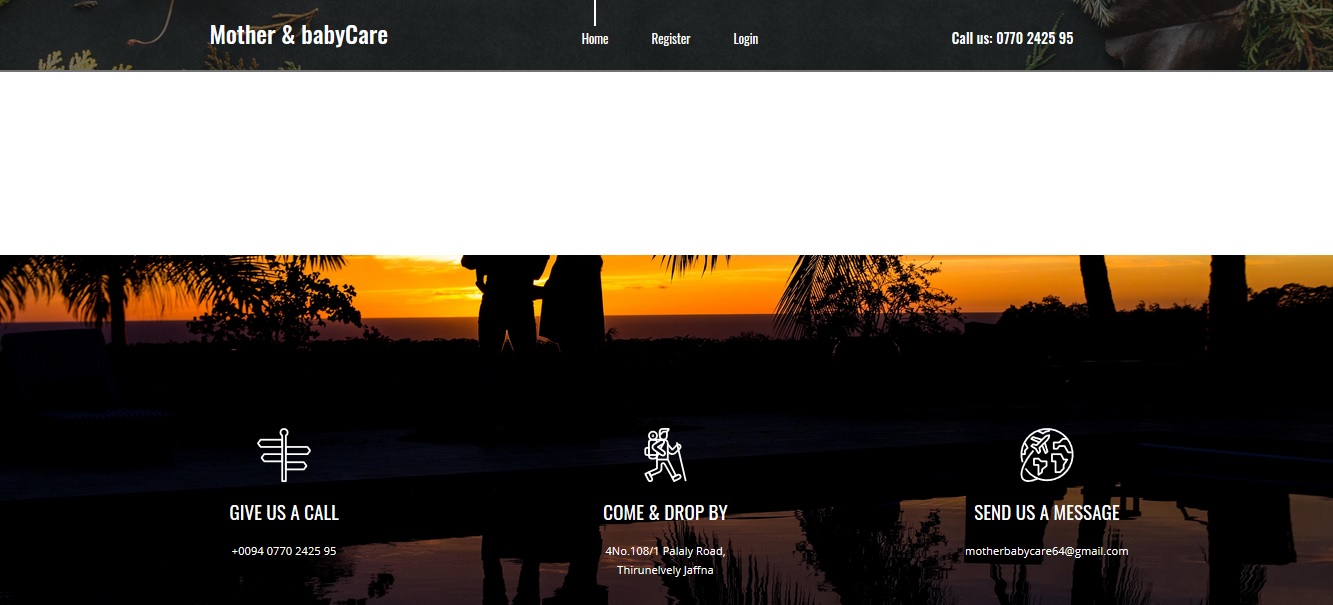 Mother & babyCare
Home Register Login
Call us: 0770 2425 95
GIVE US A CALL
+0094 0770 2425 95
COME & DROP BY
4No.108/1 Palaly Road,
Thirunelvely Jaffna
SEND US A MESSAGE
motherbabycare64@gmail.com